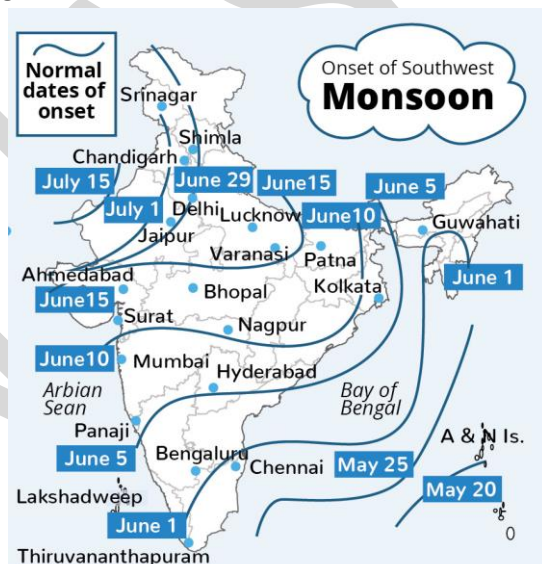 Normal
dates of
onset
Onset of Southwest
Monsoon
Srinagar
Shimla
Chandigarh
July 15
June 29
June15
June 5
July 1
Delhi
Lucknow
June10
Guwahati
Jaipur
Varanasi
Patna
Ahmedabad
June 1
June15
Bhopal
Kolkata
Surat
Nagpur
June10
Mumbai
Hyderabad
Arbian
Sean
Bay of
Bengal
Panaji
A & N Is.
June 5
Bengaluru
Chennai
May 25
May 20
Lakshadweep
June 1
0
Thiruvananthapuram